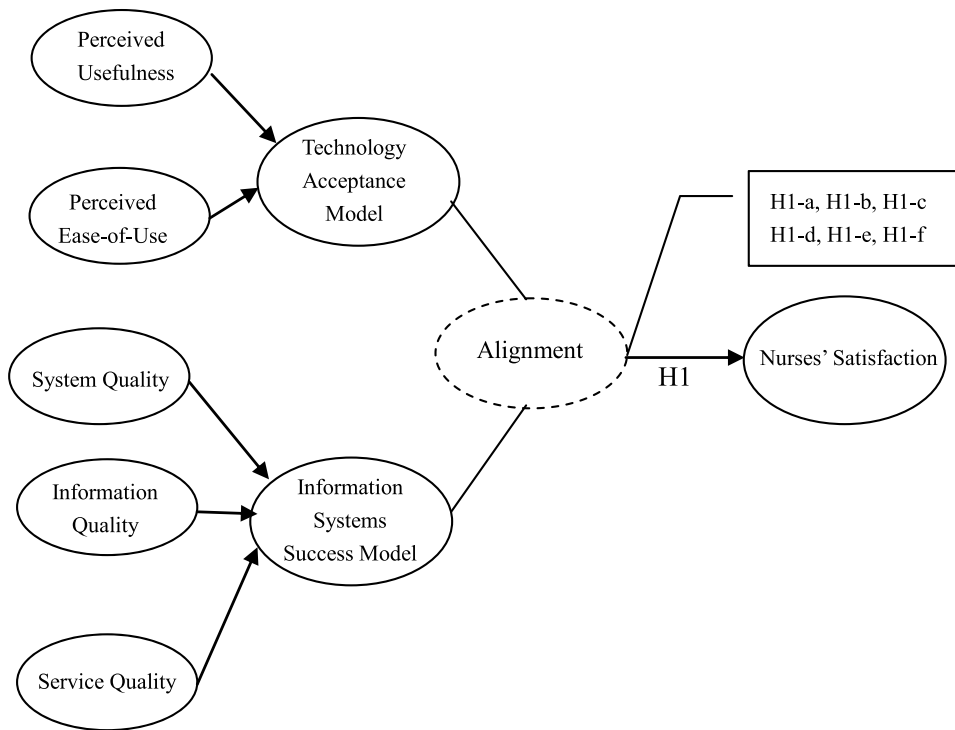 Perceived
Usefulness
Technology
Acceptance
Model
Perceived
Ease-of-Use
H1-a, H1-b, H1-c
H1-d, H1-e, H1-f
Alignment
Nurses’ Satisfaction
H1
System Quality
Information
Quality
Information
Systems
Success Model
Service Quality